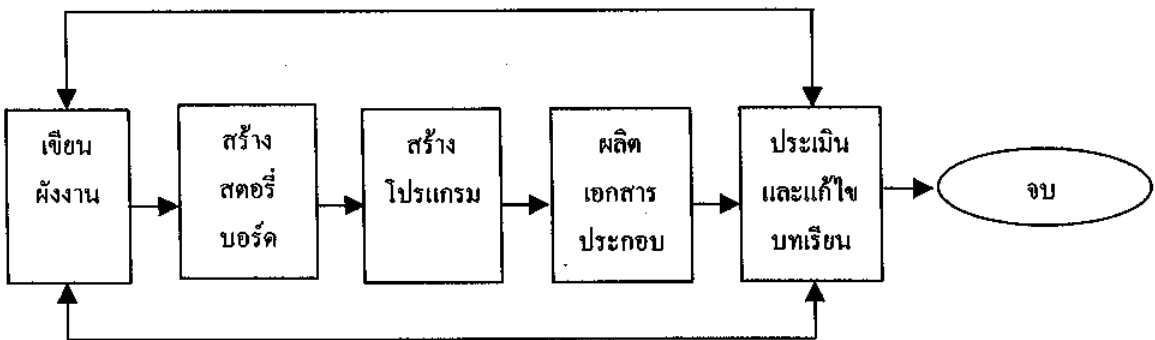 เขียน
ผังงาน
สร้าง
สตอรี่
บอร์ด
สร้าง
โปรแกรม
ผลิต
เอกสาร
ประกอบ
ประเมิน
และแก้ไข
บทเรียน
จบ